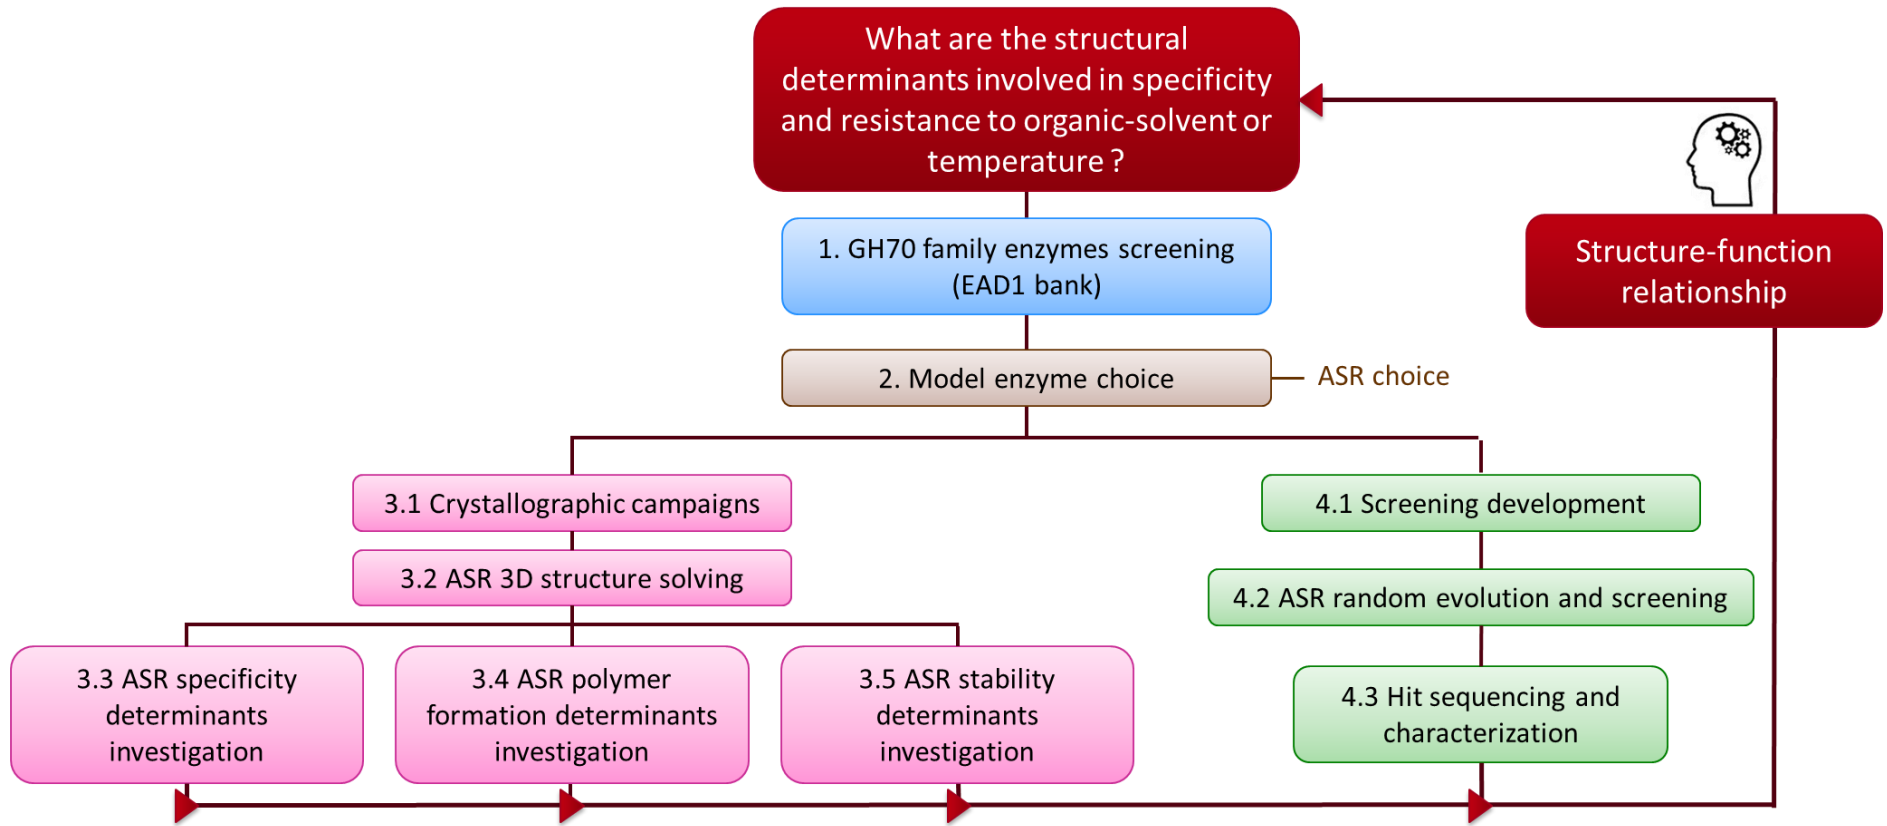 What are the structural
determinants involved in specificity
and resistance to organic-solvent or
temperature ?
1. GH70 family enzymes screening
(EAD1 bank)
Structure-function
relationship
2. Model enzyme choice
ASR choice
3.1 Crystallographic campaigns
3.2 ASR 3D structure solving
3.3 ASR specificity
determinants
investigation
3.4 ASR polymer
formation determinants
investigation
3.5 ASR stability
determinants
investigation
4.1 Screening development
4.2 ASR random evolution and screening
4.3 Hit sequencing and
characterization